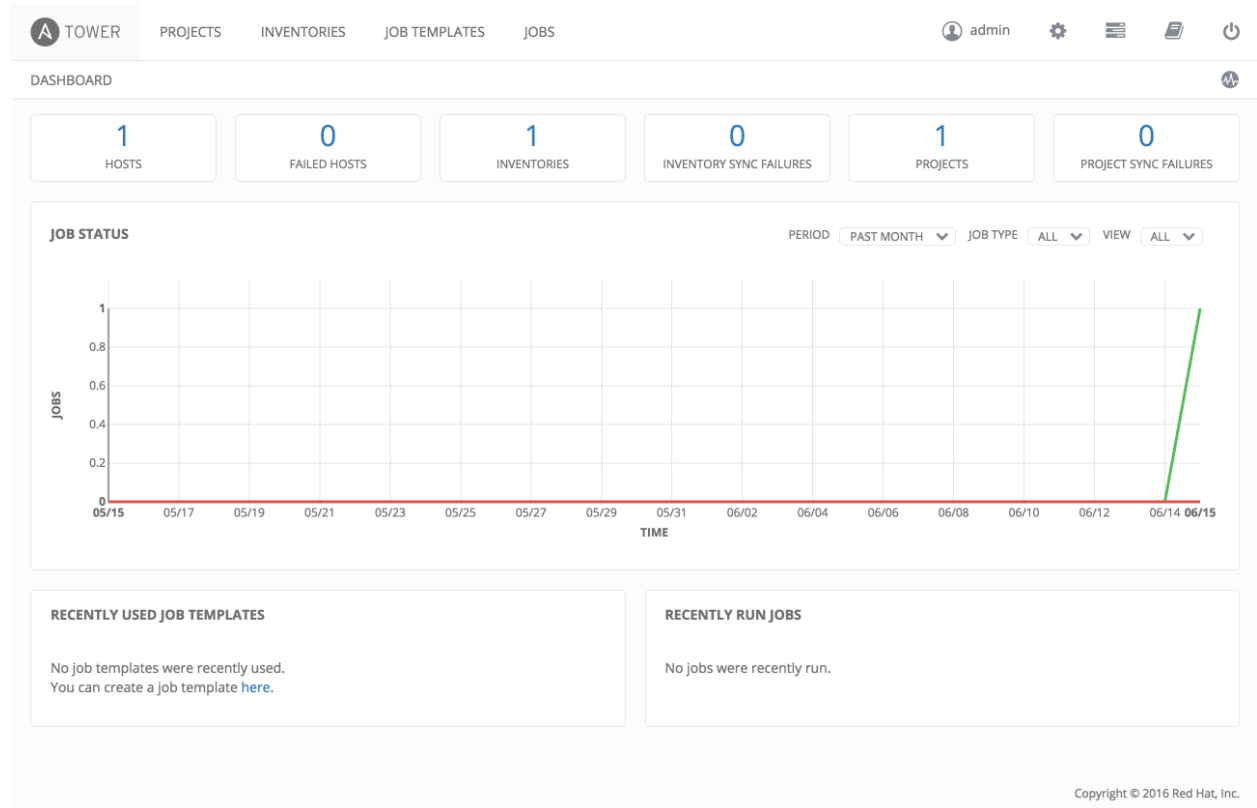 A TOWER PROJECTS INVENTORIES JOB TEMPLATES JOBS admin
DASHBOARD
1 0 1 0 1 0
HOSTS FAILED HOSTS INVENTORIES INVENTORY SYNC FAILURES PROJECTS PROJECT SYNC FAILURES
JOB STATUS PERIOD PAST MONTH JOB TYPE ALL VIEW ALL
1
0.8
0.6
0.4
0.2
0
JOBS
05/15 05/17 05/19 05/21 05/23 05/25 05/27 05/29 05/31 06/02 06/04 06/06 06/08 06/10 06/12 06/14 06/15
TIME
RECENTLY USED JOB TEMPLATES
No job templates were recently used.
You can create a job template here.
RECENTLY RUN JOBS
No jobs were recently run.
Copyright © 2016 Red Hat, Inc.